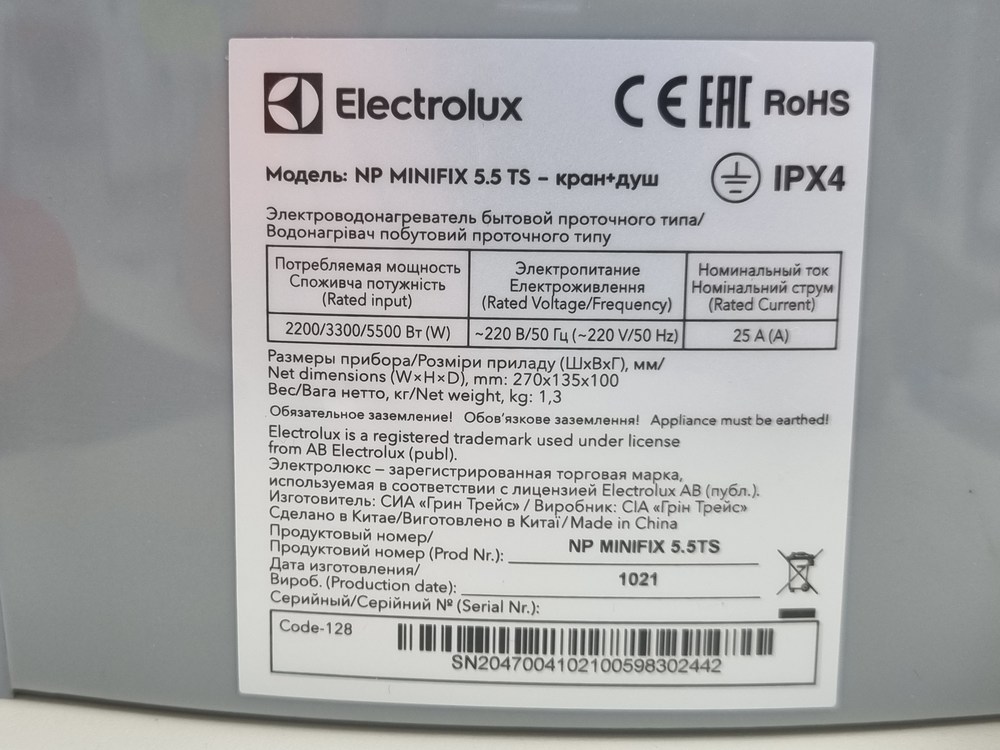 Electrolux
CE EAC RoHS
Модель: NP MINIFIX 5.5 TS – кран+душ
IPX4
Электроводонагреватель бытовой проточного типа/
Водонагрівач побутовий проточного типу
Потребляемая мощность
Споживча потужність
(Rated input)
Электропитание
Електроживлення
(Rated Voltage/Frequency)
Номинальный ток
Номінальний струм
(Rated Current)
2200/3300/5500 Вт (W)
~220 В/50 Гц (~220 V/50 Hz)
25 А (A)
Размеры прибора/Розміри приладу (ШхВхГ), мм/
Net dimensions (W×H×D), mm: 270x135x100
Вес/Вага нетто, кг/Net weight, kg: 1,3
Обязательное заземление! Обов'язкове заземлення! Appliance must be earthed!
Electrolux is a registered trademark used under license
from AB Electrolux (publ).
Электролюкс – зарегистрированная торговая марка,
используемая в соответствии с лицензией Electrolux AB (публ.).
Изготовитель: СИА «Грин Трейс» / Виробник: СІА «Грін Трейс»
Сделано в Китае/Виготовлено в Китаї/Made in China
Продуктовый номер/
Продуктовий номер (Prod Nr.): NP MINIFIX 5.5TS
Дата изготовления/
Вироб. (Production date): 1021
Серийный/Серійний № (Serial Nr.):
Code-128
SN2047004102100598302442